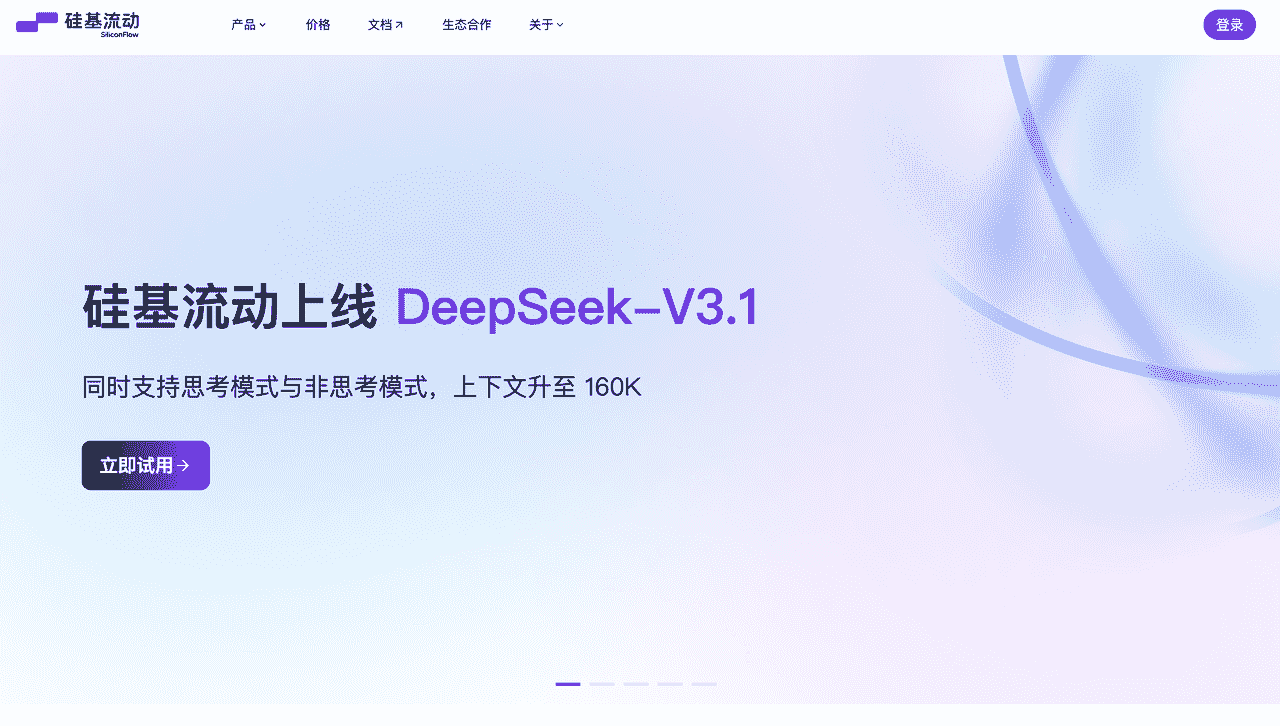 硅基流动
SiliconFlow
产品 价格 文档 生态合作 关于
登录
硅基流动上线 DeepSeek-V3.1
同时支持思考模式与非思考模式，上下文升至 160K
立即试用→